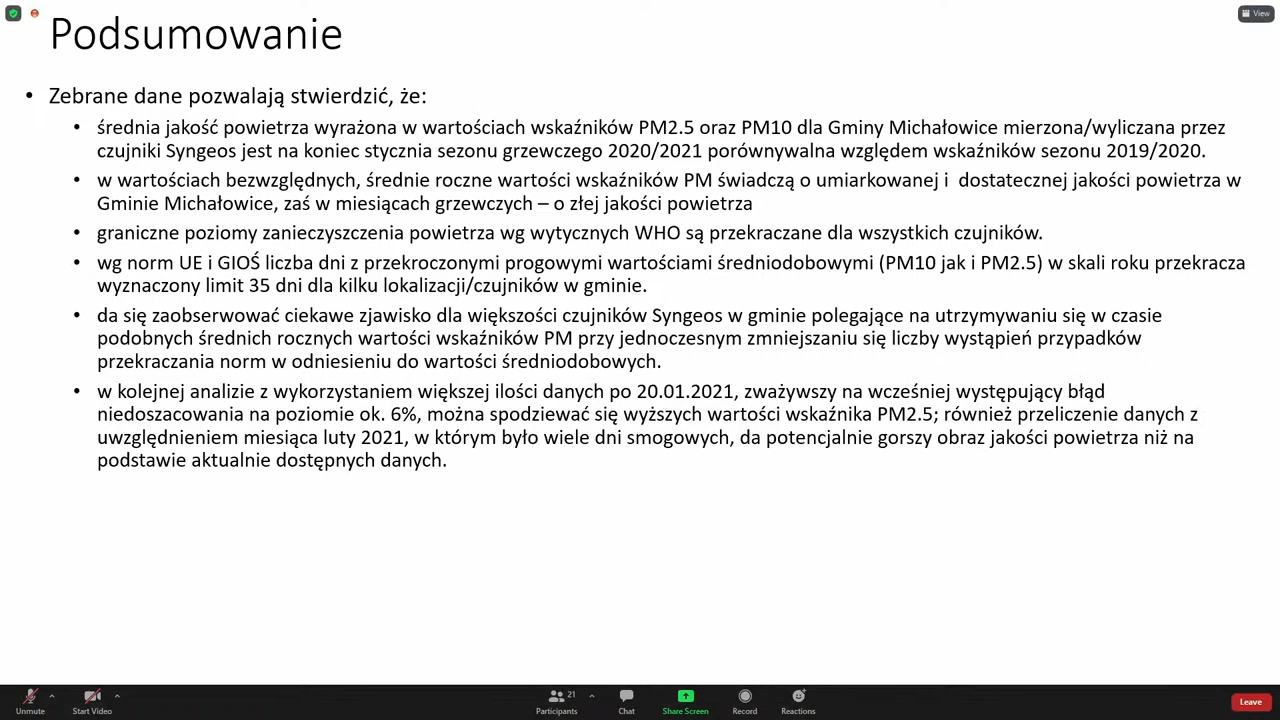 View
Podsumowanie
• Zebrane dane pozwalają stwierdzić, że:
• średnia jakość powietrza wyrażona w wartościach wskaźników PM2.5 oraz PM10 dla Gminy Michałowice mierzona/wyliczana przez
czujniki Syngeos jest na koniec stycznia sezonu grzewczego 2020/2021 porównywalna względem wskaźników sezonu 2019/2020.
• w wartościach bezwzględnych, średnie roczne wartości wskaźników PM świadczą o umiarkowanej i  dostatecznej jakości powietrza w
Gminie Michałowice, zaś w miesiącach grzewczych – o złej jakości powietrza
• graniczne poziomy zanieczyszczenia powietrza wg wytycznych WHO są przekraczane dla wszystkich czujników.
• wg norm UE i GIOŚ liczba dni z przekroczonymi progowymi wartościami średniodobowymi (PM10 jak i PM2.5) w skali roku przekracza
wyznaczony limit 35 dni dla kilku lokalizacji/czujników w gminie.
• da się zaobserwować ciekawe zjawisko dla większości czujników Syngeos w gminie polegające na utrzymywaniu się w czasie
podobnych średnich rocznych wartości wskaźników PM przy jednoczesnym zmniejszaniu się liczby wystąpień przypadków
przekraczania norm w odniesieniu do wartości średniodobowych.
• w kolejnej analizie z wykorzystaniem większej ilości danych po 20.01.2021, zważywszy na wcześniej występujący błąd
niedoszacowania na poziomie ok. 6%, można spodziewać się wyższych wartości wskaźnika PM2.5; również przeliczenie danych z
uwzględnieniem miesiąca luty 2021, w którym było wiele dni smogowych, da potencjalnie gorszy obraz jakości powietrza niż na
podstawie aktualnie dostępnych danych.
21
Unmute Start Video Participants Chat Share Screen Record Reactions Leave